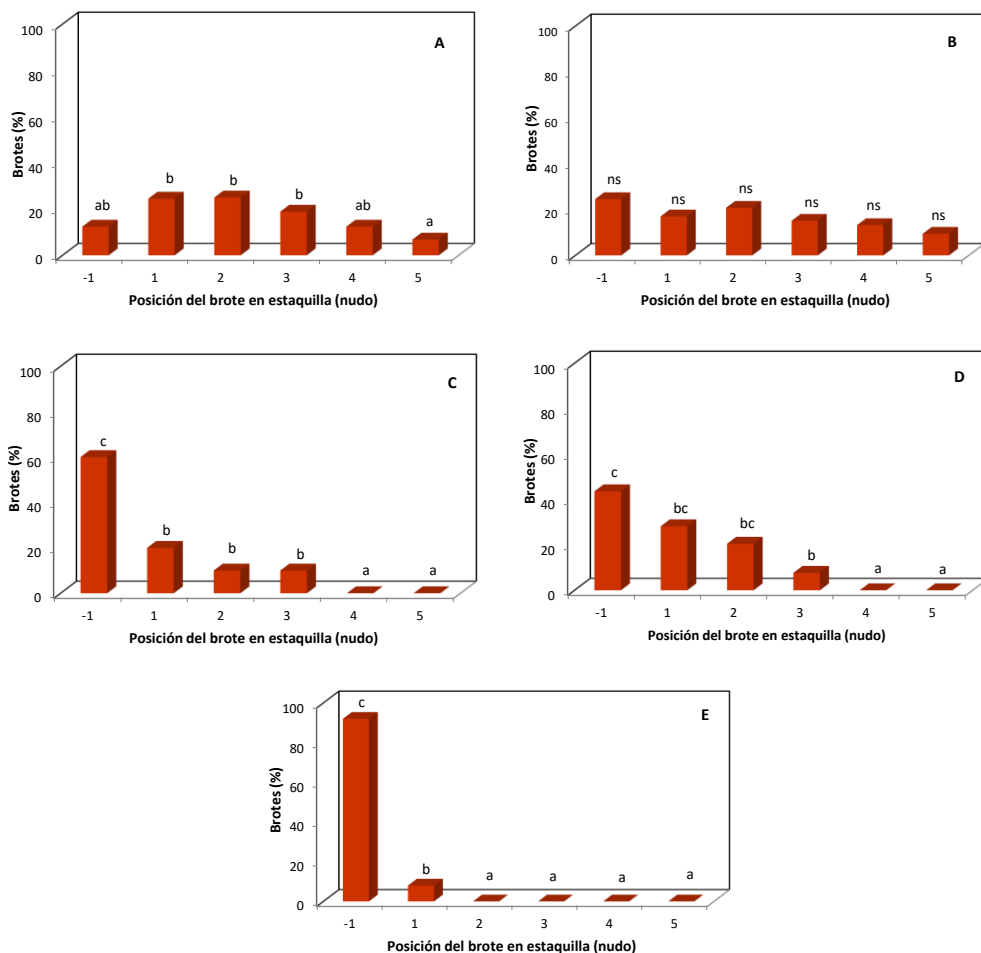 A
Brotes (%)
100
80
60
40
20
0
ab
b
b
b
ab
a
-1 1 2 3 4 5
Posición del brote en estaquilla (nudo)
B
Brotes (%)
100
80
60
40
20
0
ns
ns
ns
ns
ns
ns
-1 1 2 3 4 5
Posición del brote en estaquilla (nudo)
C
Brotes (%)
100
80
60
40
20
0
c
b
b
b
a
a
-1 1 2 3 4 5
Posición del brote en estaquilla (nudo)
D
Brotes (%)
100
80
60
40
20
0
c
bc
bc
b
a
a
-1 1 2 3 4 5
Posición del brote en estaquilla (nudo)
E
Brotes (%)
100
80
60
40
20
0
c
b
a
a
a
a
-1 1 2 3 4 5
Posición del brote en estaquilla (nudo)